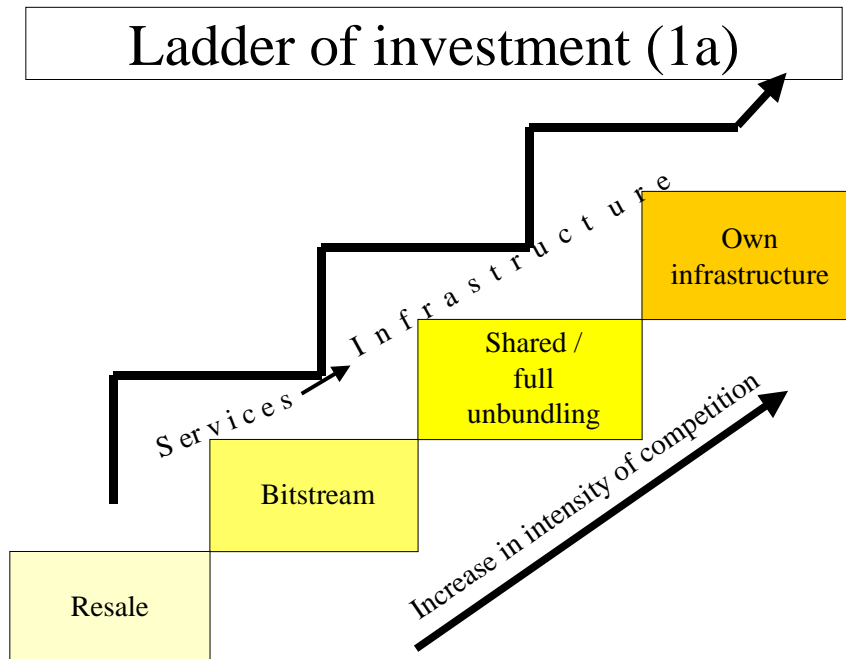 Ladder of investment (1a)
Services
Infrastructure
Own
infrastructure
Shared /
full
unbundling
Bitstream
Resale
Increase in intensity of competition